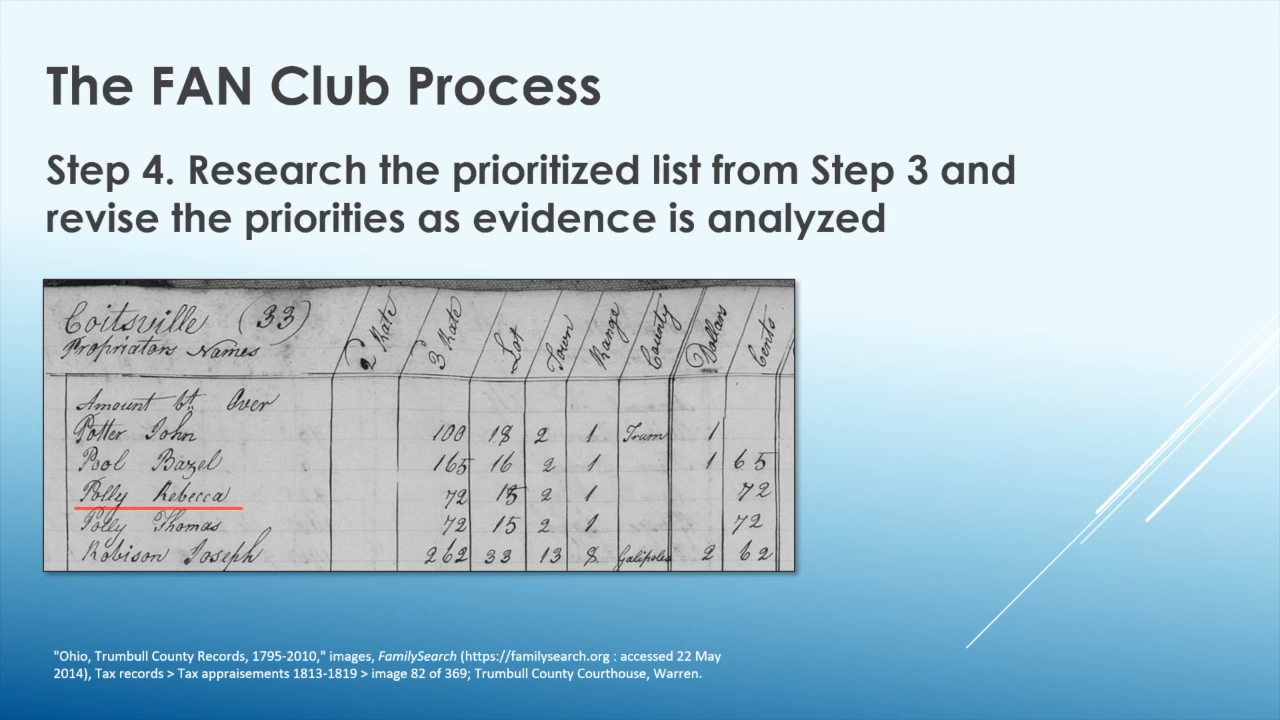 The FAN Club Process
Step 4. Research the prioritized list from Step 3 and
revise the priorities as evidence is analyzed
Coitsville (33)
Propriators Names 2 Rate 3 Rate Lot Town Range County Dollars Cents
Amount bt Over
Potter John 100 18 2 1 Trum 1
Pool Bazel 165 16 2 1 1 65
Polly Rebecca 72 15 2 1 72
Polly Thomas 72 15 2 1 72
Robison Joseph 262 33 13 8 Galipolea 2 62
"Ohio, Trumbull County Records, 1795-2010," images, FamilySearch (https://familysearch.org : accessed 22 May
2014), Tax records > Tax appraisements 1813-1819 > image 82 of 369; Trumbull County Courthouse, Warren.